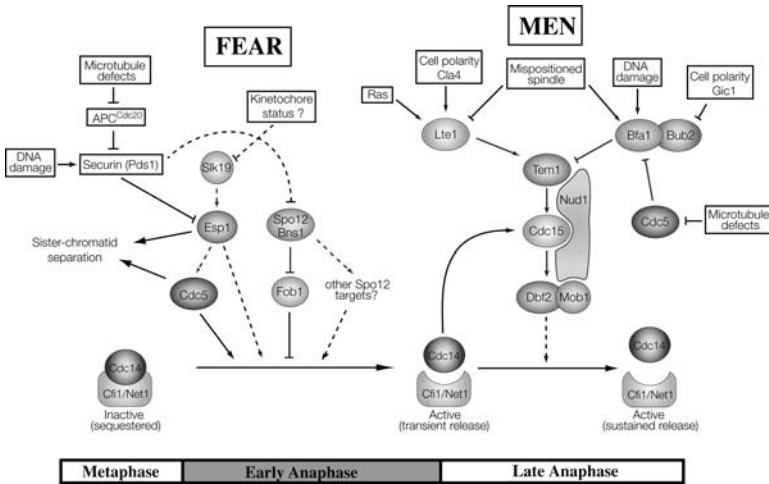 FEAR
MEN
Microtubule
defects
APC^Cdc20
Securin (Pds1)
DNA
damage
Kinetochore
status ?
Slk19
Esp1
Spo12
Bns1
Sister-chromatid
separation
Cdc5
Fob1
other Spo12
targets?
Cdc14
Cfi1/Net1
Inactive
(sequestered)
Ras
Cell polarity
Cla4
Mispositioned
spindle
DNA
damage
Cell polarity
Gic1
Lte1
Bfa1
Bub2
Tem1
Nud1
Cdc15
Cdc5
Microtubule
defects
Dbf2
Mob1
Cdc14
Cfi1/Net1
Active
(transient release)
Cdc14
Cfi1/Net1
Active
(sustained release)
Metaphase
Early Anaphase
Late Anaphase